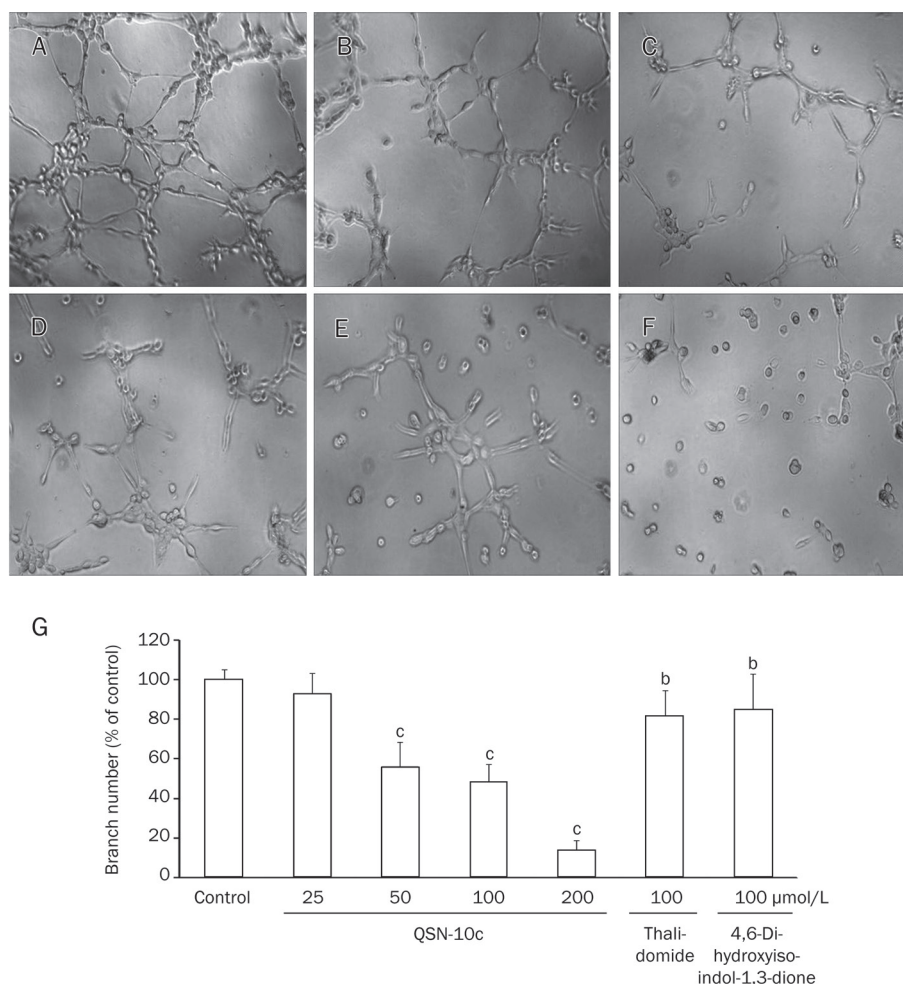 A
B
C
D
E
F
G
120
100
80
60
40
20
0
Branch number (% of control)
c
c
c
b
b
Control
25
50
100
200
100
100 μmol/L
QSN-10c
Thali-
domide
4,6-Di-
hydroxyiso-
indol-1,3-dione